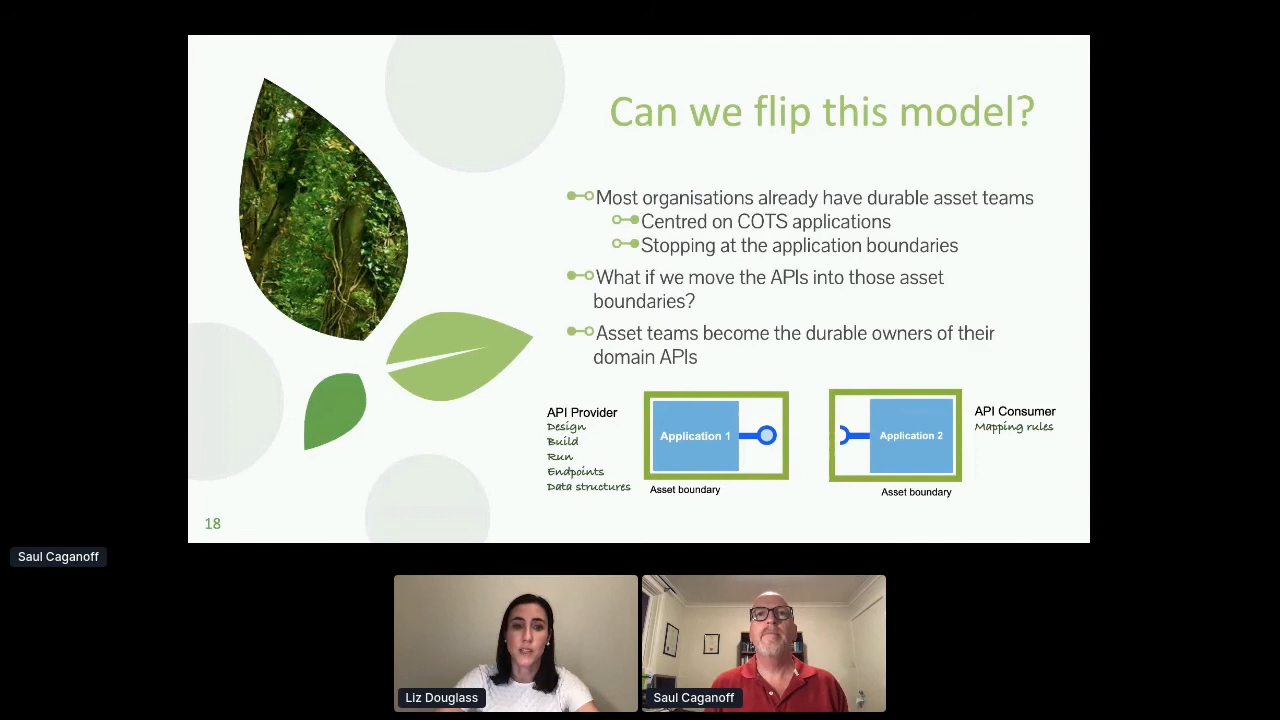 Can we flip this model?
Most organisations already have durable asset teams
Centred on COTS applications
Stopping at the application boundaries
What if we move the APIs into those asset
boundaries?
Asset teams become the durable owners of their
domain APIs
API Provider
Design
Build
Run
Endpoints
Data structures
Application 1
Asset boundary
Application 2
Asset boundary
API Consumer
Mapping rules
18
Saul Caganoff
Liz Douglass
Saul Caganoff